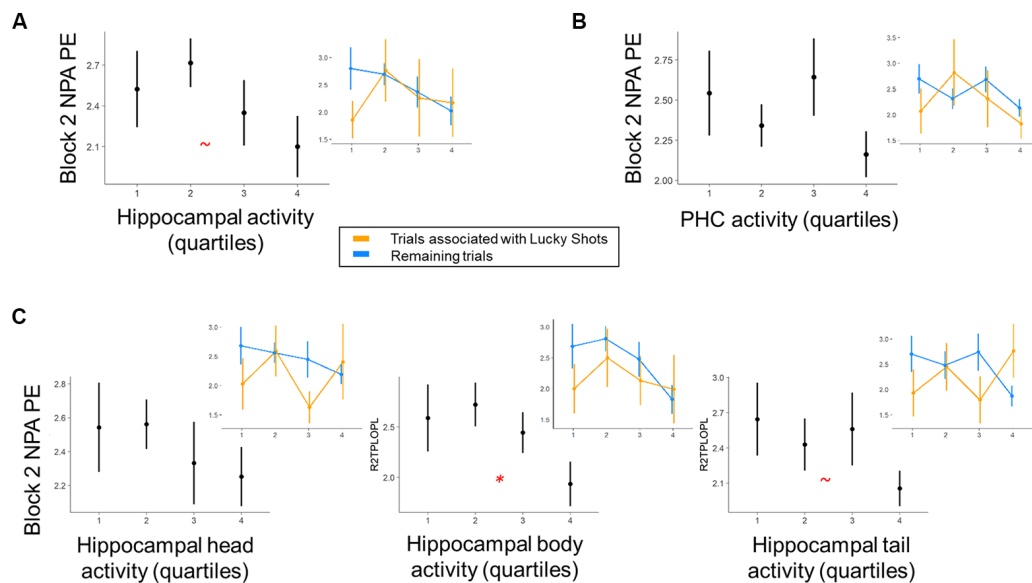 A
Block 2 NPA PE
2.7
2.4
2.1
~
1 2 3 4
Hippocampal activity
(quartiles)
3.0
2.5
2.0
1.5
1 2 3 4
B
Block 2 NPA PE
2.75
2.50
2.25
2.00
1 2 3 4
PHC activity (quartiles)
3.5
3.0
2.5
2.0
1.5
1 2 3 4
Trials associated with Lucky Shots
Remaining trials
C
Block 2 NPA PE
2.8
2.6
2.4
2.2
1 2 3 4
Hippocampal head
activity (quartiles)
3.0
2.5
2.0
1.5
1 2 3 4
R2TPLOPL
2.5
2.0
*
1 2 3 4
Hippocampal body
activity (quartiles)
3.0
2.5
2.0
1.5
1 2 3 4
R2TPLOPL
3.0
2.7
2.4
2.1
~
1 2 3 4
Hippocampal tail
activity (quartiles)
3.0
2.5
2.0
1.5
1 2 3 4